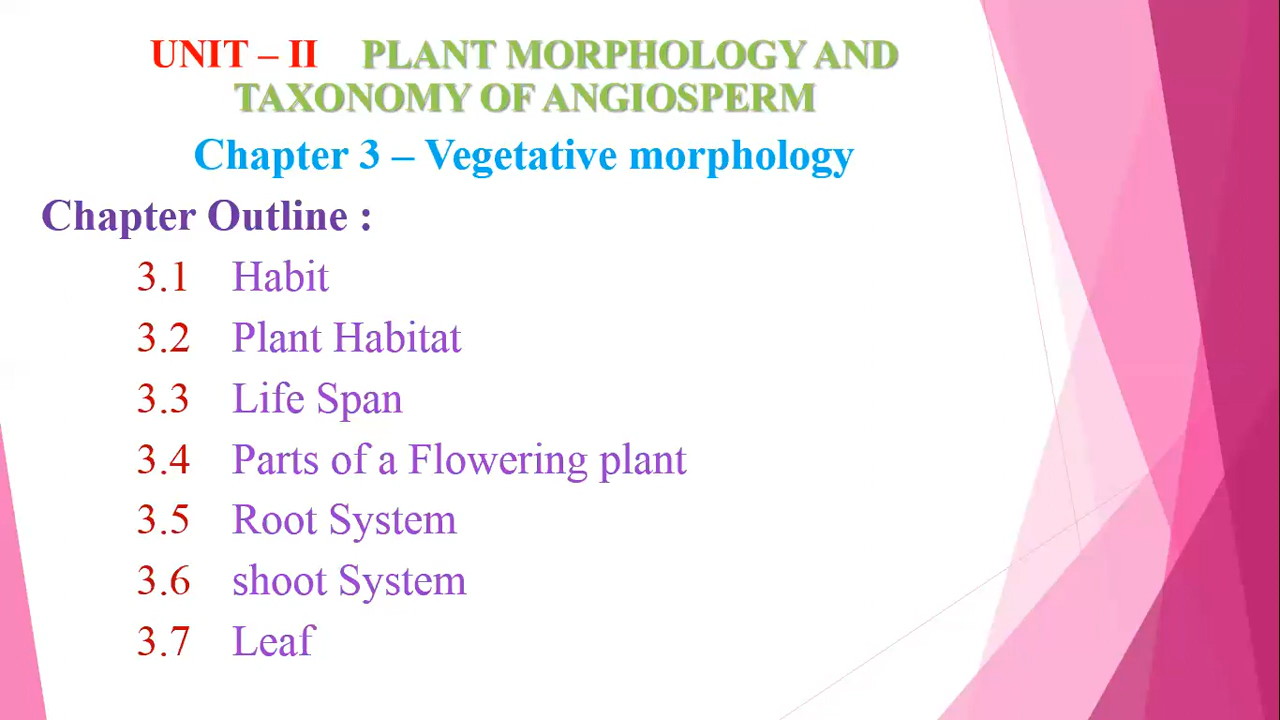 UNIT – II PLANT MORPHOLOGY AND
TAXONOMY OF ANGIOSPERM
Chapter 3 – Vegetative morphology
Chapter Outline :
3.1 Habit
3.2 Plant Habitat
3.3 Life Span
3.4 Parts of a Flowering plant
3.5 Root System
3.6 shoot System
3.7 Leaf